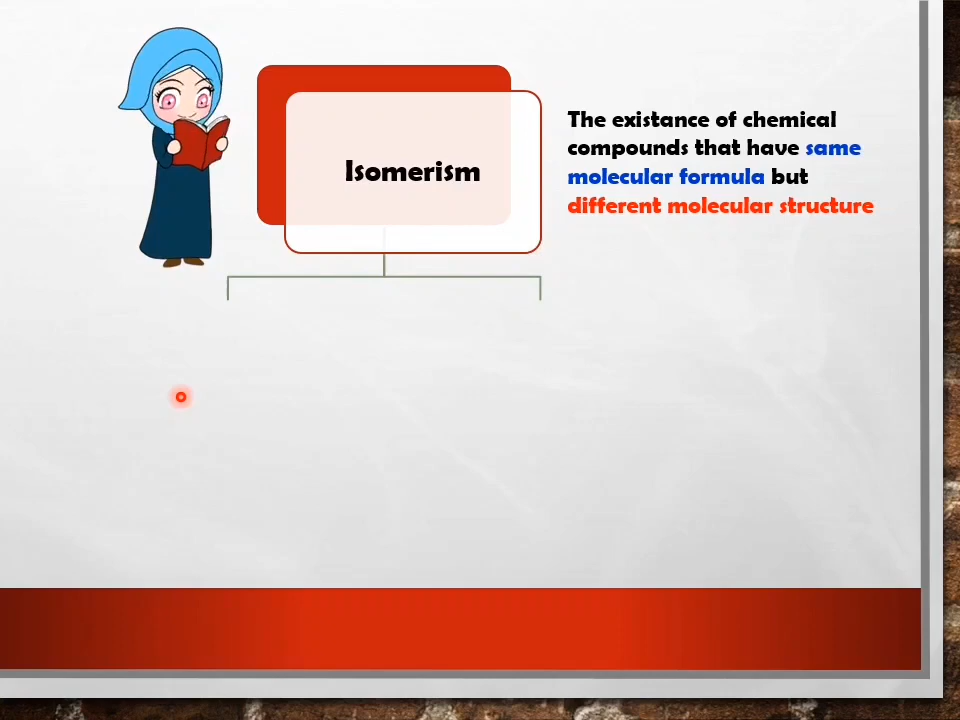 Isomerism
The existance of chemical
compounds that have same
molecular formula but
different molecular structure